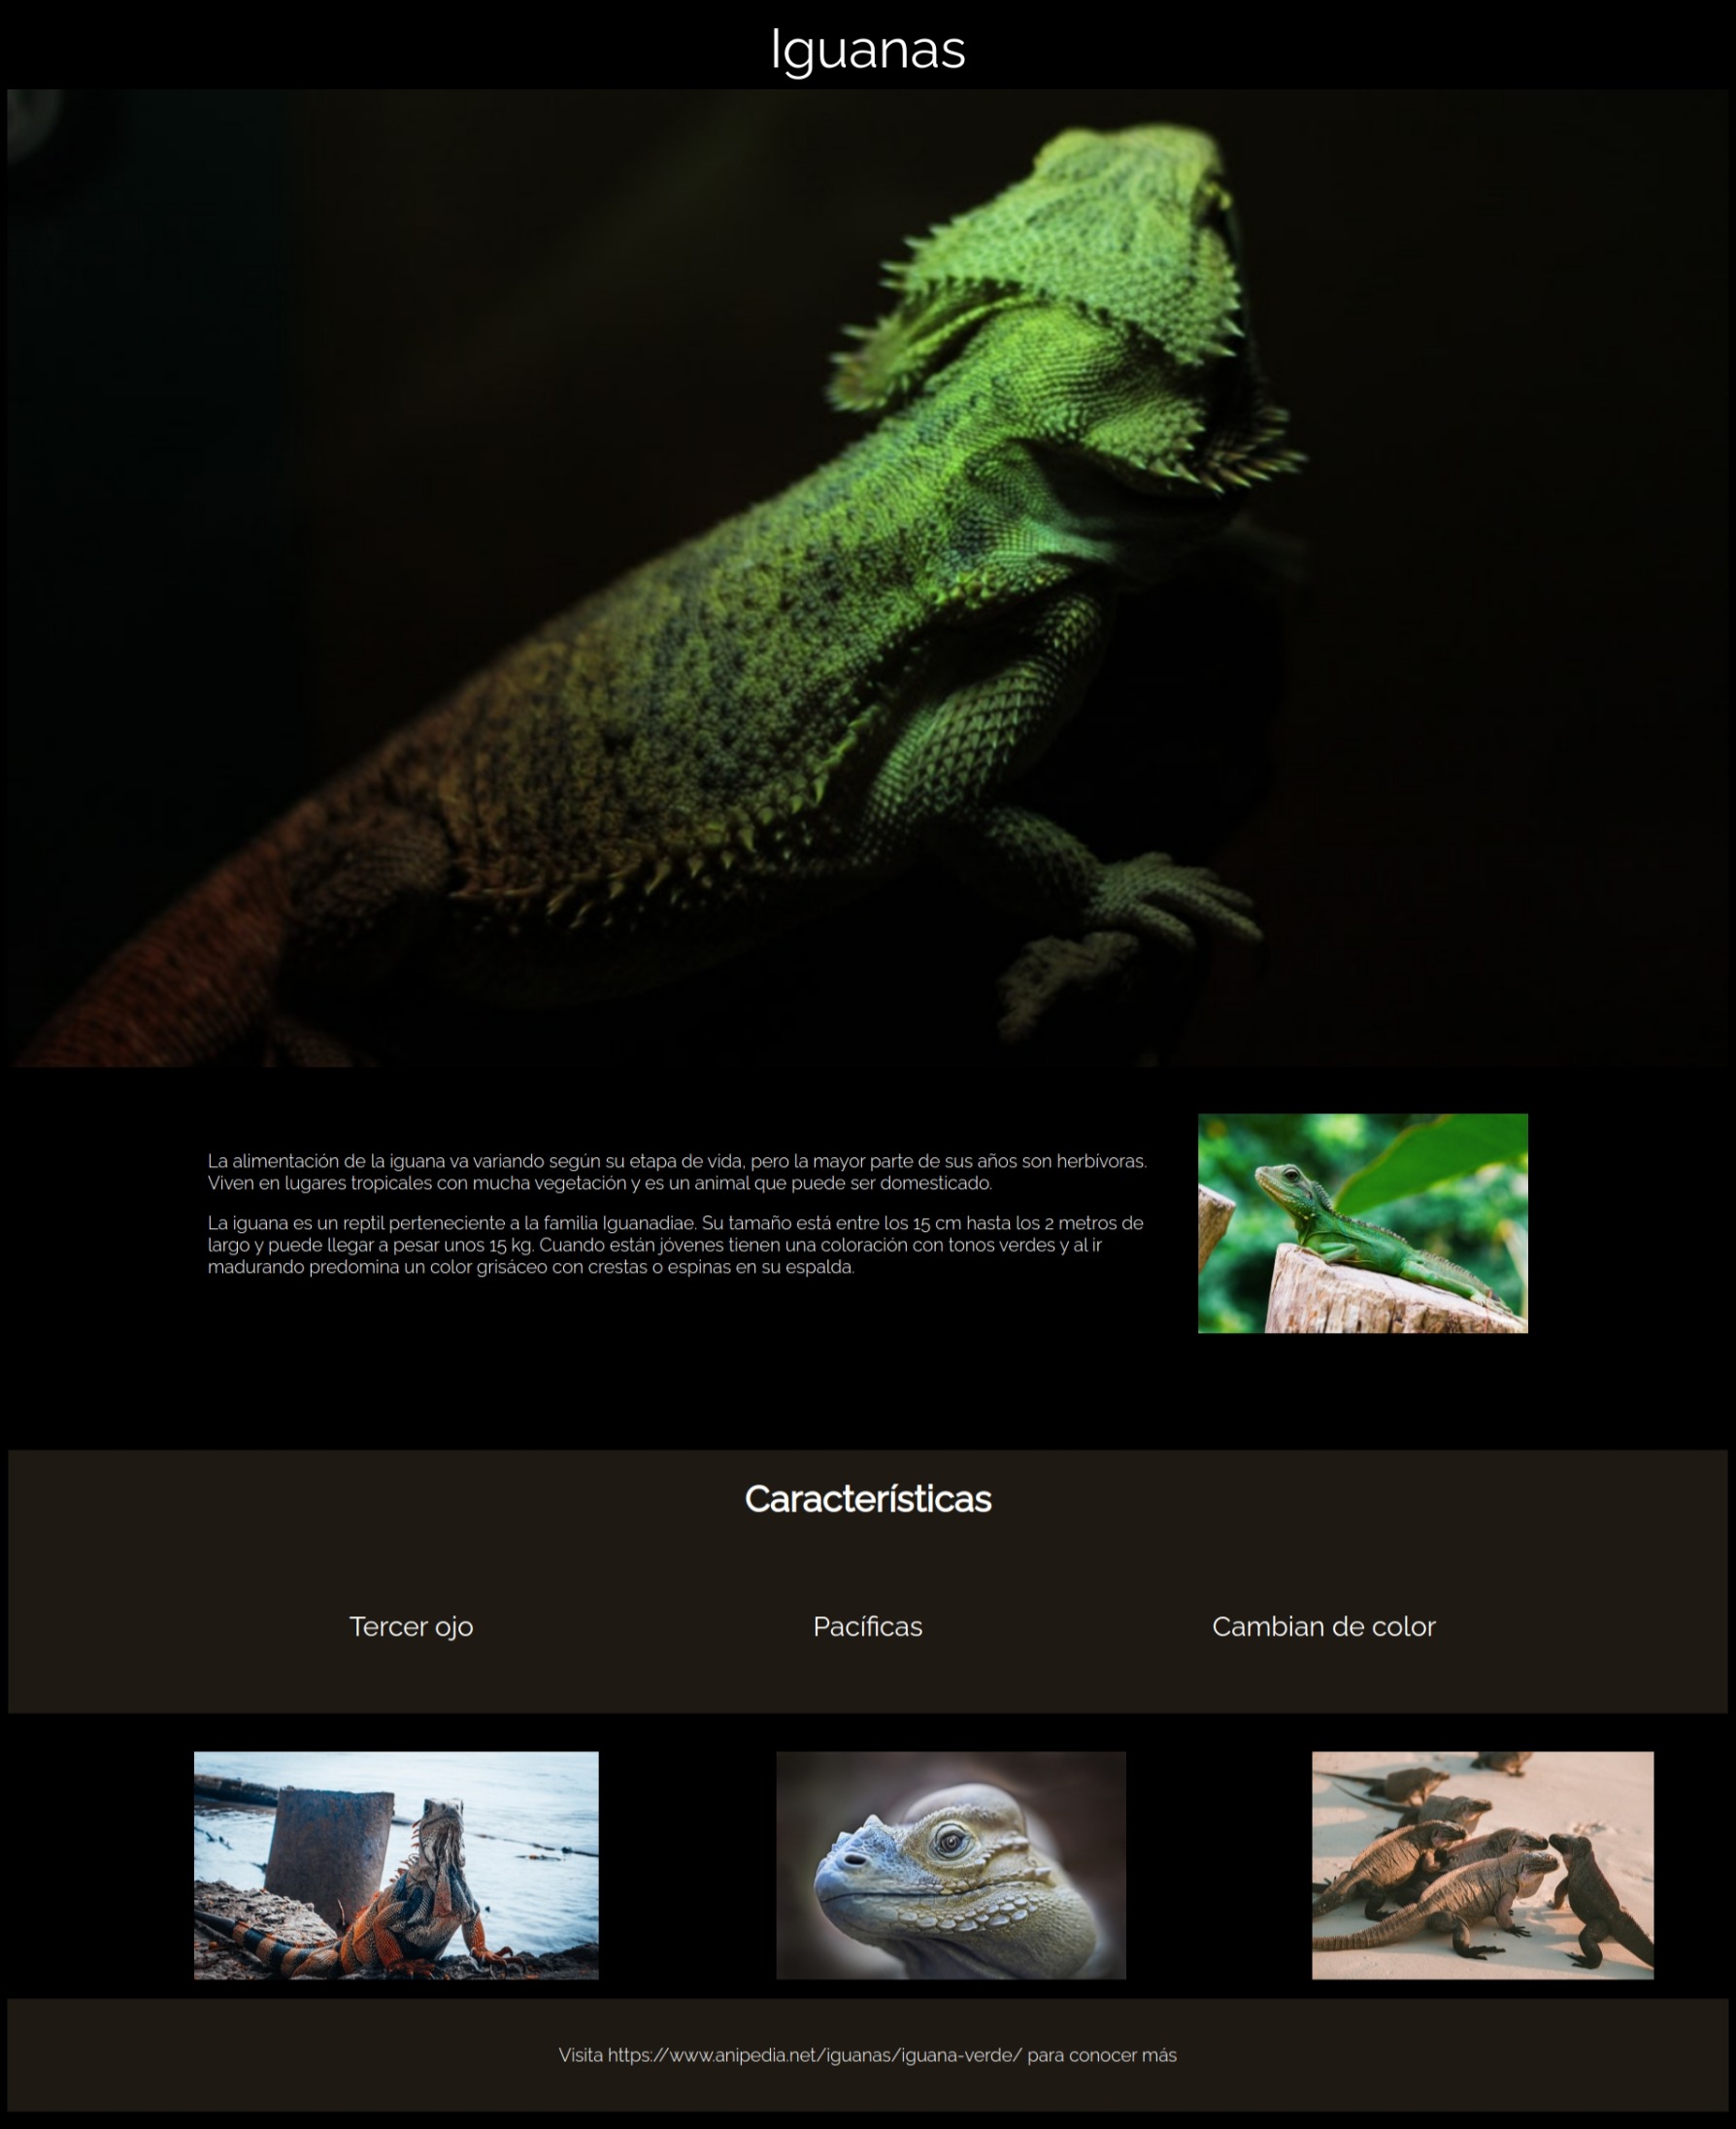 Iguanas
La alimentación de la iguana va variando según su etapa de vida, pero la mayor parte de sus años son herbívoras.
Viven en lugares tropicales con mucha vegetación y es un animal que puede ser domesticado.
La iguana es un reptil perteneciente a la familia Iguanadiae. Su tamaño está entre los 15 cm hasta los 2 metros de
largo y puede llegar a pesar unos 15 kg. Cuando están jóvenes tienen una coloración con tonos verdes y al ir
madurando predomina un color grisáceo con crestas o espinas en su espalda.
Características
Tercer ojo
Pacíficas
Cambian de color
Visita https://www.anipedia.net/iguanas/iguana-verde/ para conocer más